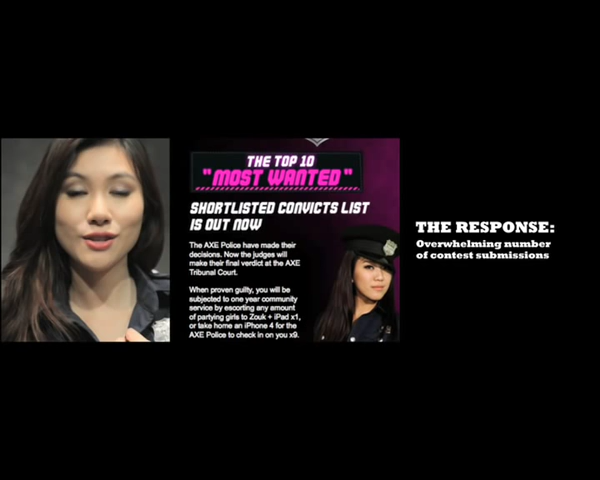 THE TOP 10
"MOST WANTED"
SHORTLISTED CONVICTS LIST
IS OUT NOW
The AXE Police have made their
decisions. Now the judges will
make their final verdict at the AXE
Tribunal Court.
When proven guilty, you will be
subjected to one year community
service by escorting any amount
of partying girls to Zouk + iPad x1,
or take home an iPhone 4 for the
AXE Police to check in on you x9.
THE RESPONSE:
Overwhelming number
of contest submissions